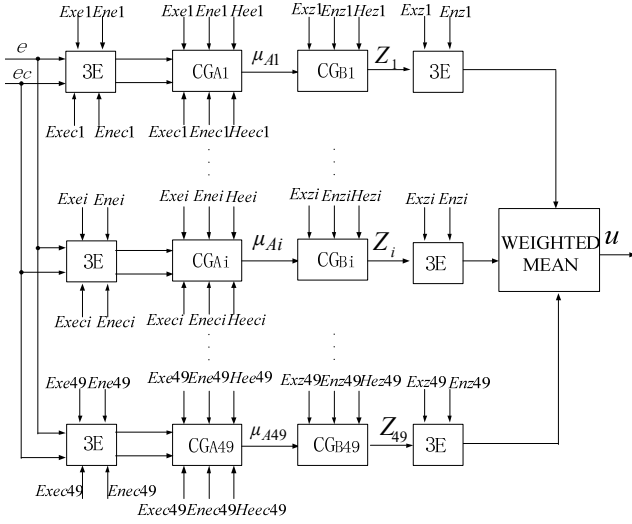 Exe1 Ene1 Exe1 Ene1 Hee1 Exz1 Enz1 Hez1 Exz1 Enz1
e
ec
3E CGA1 μA1 CGB1 Z1 3E
Exec1 Enec1 Exec1 Enec1 Heec1
Exei Enei Exei Enei Heei Exzi Enzi Hezi Exzi Enzi
3E CGAi μAi CGBi Zi 3E
WEIGHTED
MEAN
u
Execi Eneci Execi Eneci Heeci
Exe49 Ene49 Exe49 Ene49 Hee49 Exz49 Enz49 Hez49 Exz49 Enz49
3E CGA49 μA49 CGB49 Z49 3E
Exec49 Enec49 Exec49 Enec49 Heec49